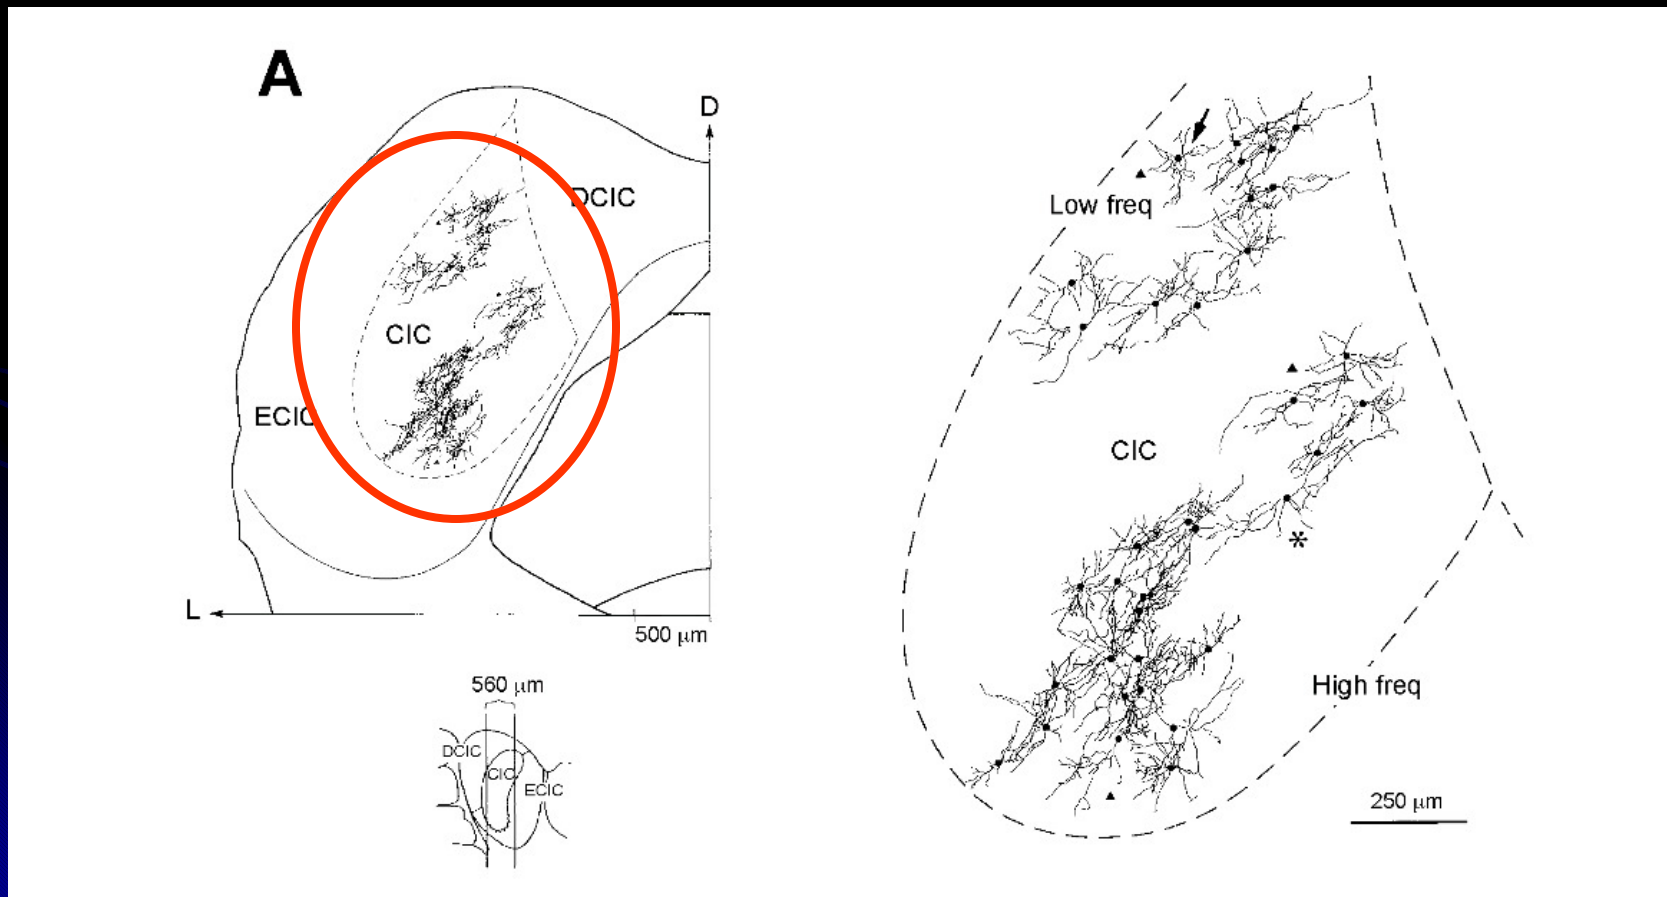 A
D
DCIC
CIC
ECIC
L
500 μm
560 μm
DCIC
CIC
ECIC
Low freq
CIC
*
High freq
250 μm